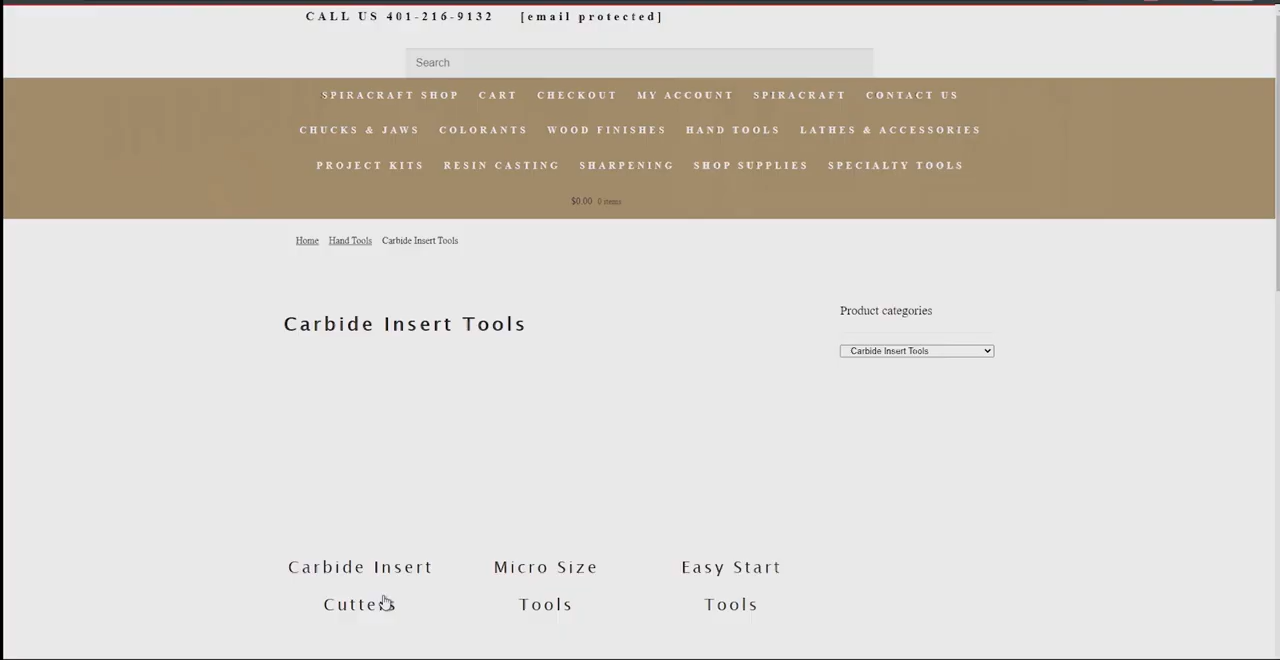 CALL US 401-216-9132 [email protected]
Search
SPIRACRAFT SHOP CART CHECKOUT MY ACCOUNT SPIRACRAFT CONTACT US
CHUCKS & JAWS COLORANTS WOOD FINISHES HAND TOOLS LATHES & ACCESSORIES
PROJECT KITS RESIN CASTING SHARPENING SHOP SUPPLIES SPECIALTY TOOLS
$0.00 0 items
Home Hand Tools Carbide Insert Tools
Carbide Insert Tools
Product categories
Carbide Insert Tools
Carbide Insert Cutters
Micro Size Tools
Easy Start Tools